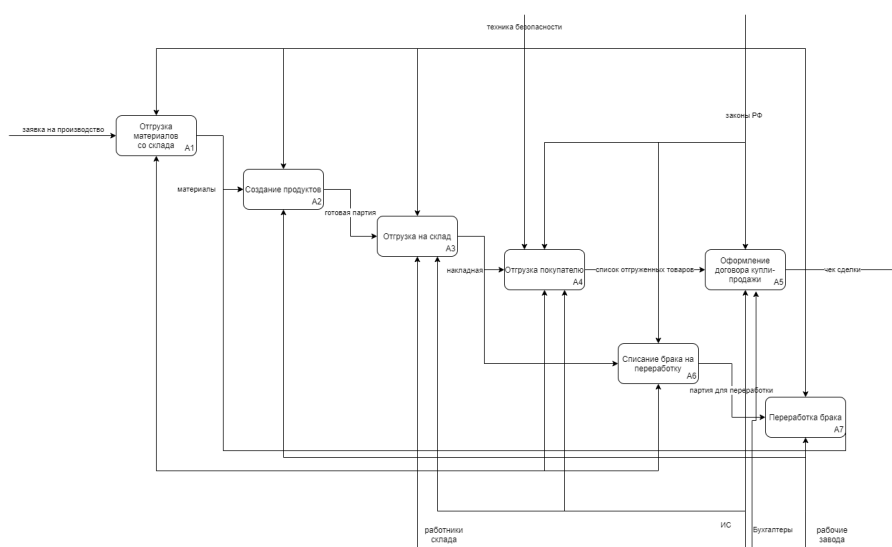 техника безопасности
законы РФ
заявка на производство
Отгрузка
материалов
со склада
A1
материалы
Создание продуктов
A2
готовая партия
Отгрузка на склад
A3
накладная
Отгрузка покупателю
A4
список отгруженных товаров
Оформление
договора купли-
продажи
A5
чек сделки
Списание брака на
переработку
A6
партия для переработки
Переработка брака
A7
работники
склада
ИС
Бухгалтеры
рабочие
завода